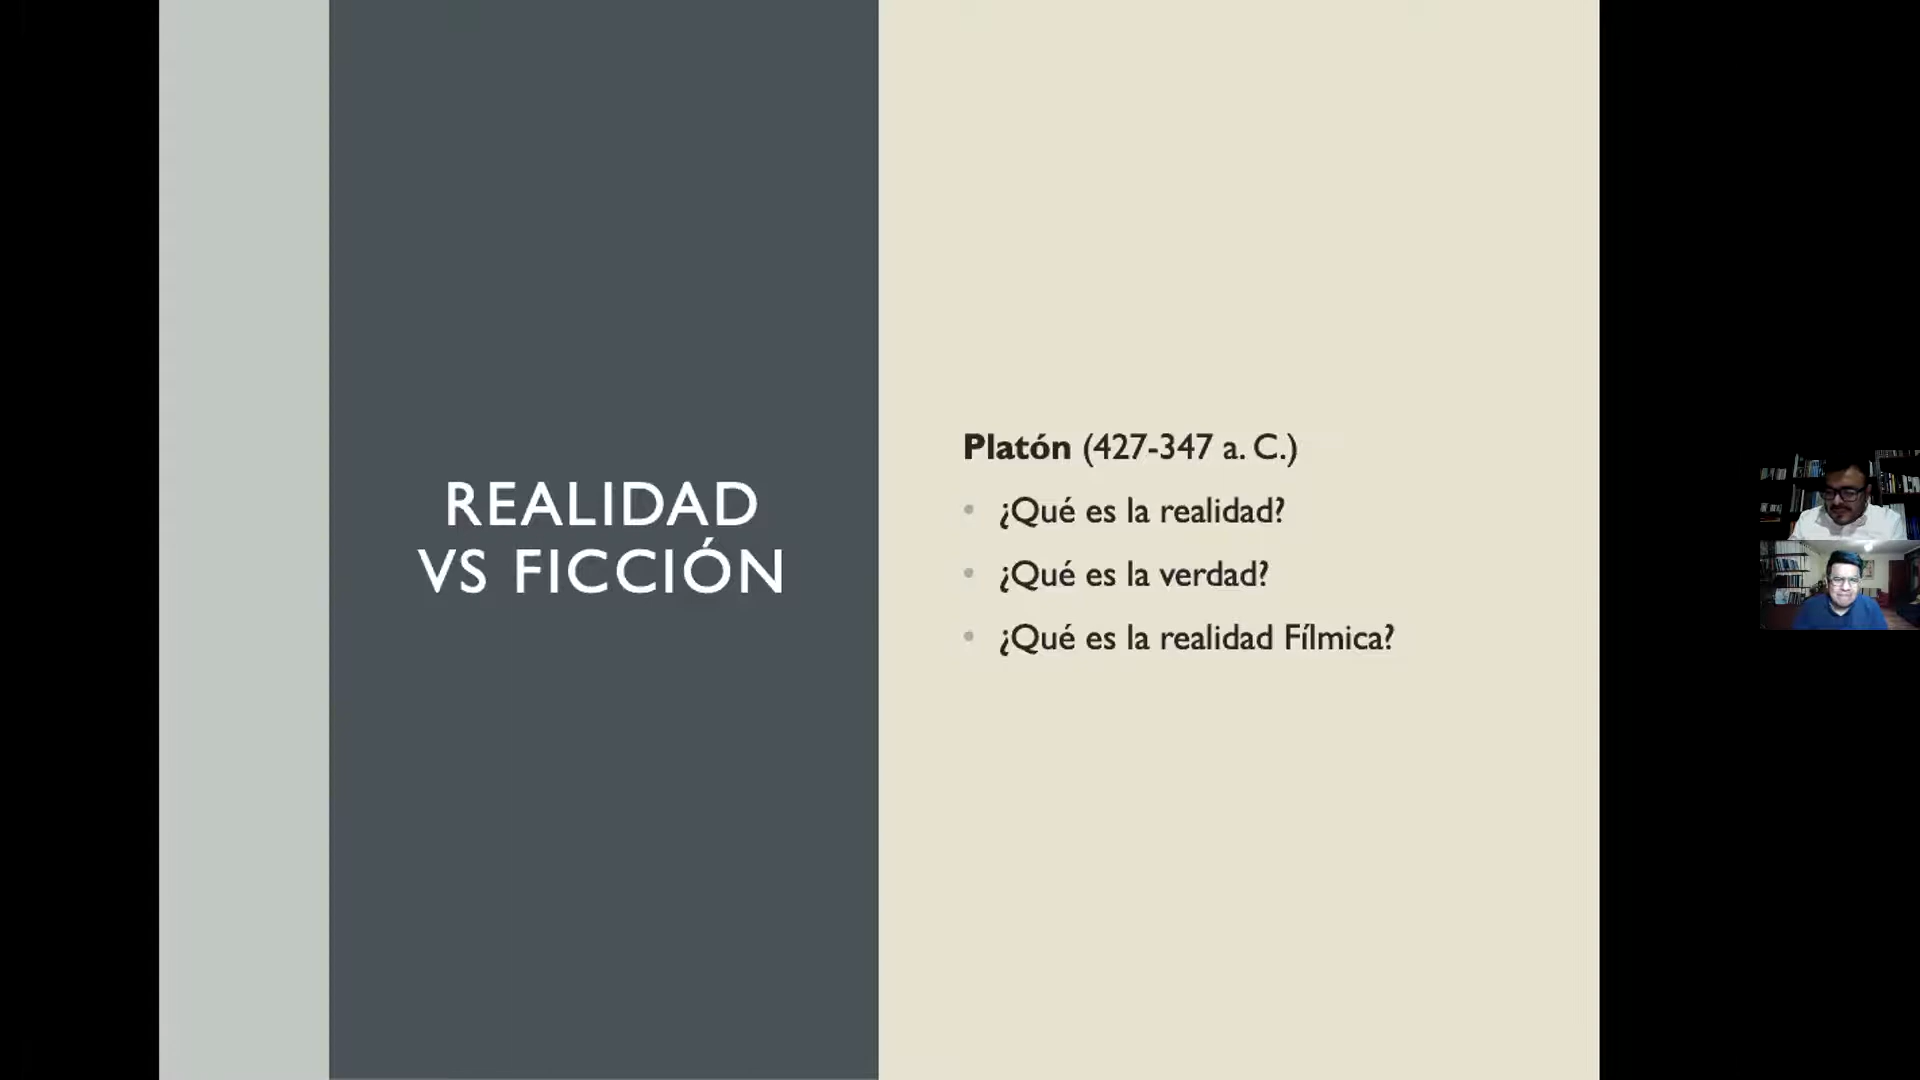 REALIDAD
VS FICCIÓN
Platón (427-347 a. C.)
• ¿Qué es la realidad?
• ¿Qué es la verdad?
• ¿Qué es la realidad Fílmica?